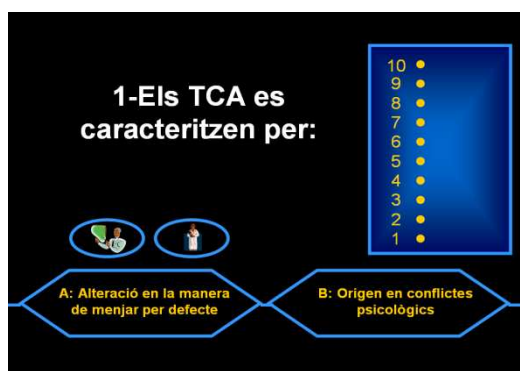 1-Els TCA es
caracteritzen per:
10
9
8
7
6
5
4
3
2
1
A: Alteració en la manera
de menjar per defecte
B: Origen en conflictes
psicològics